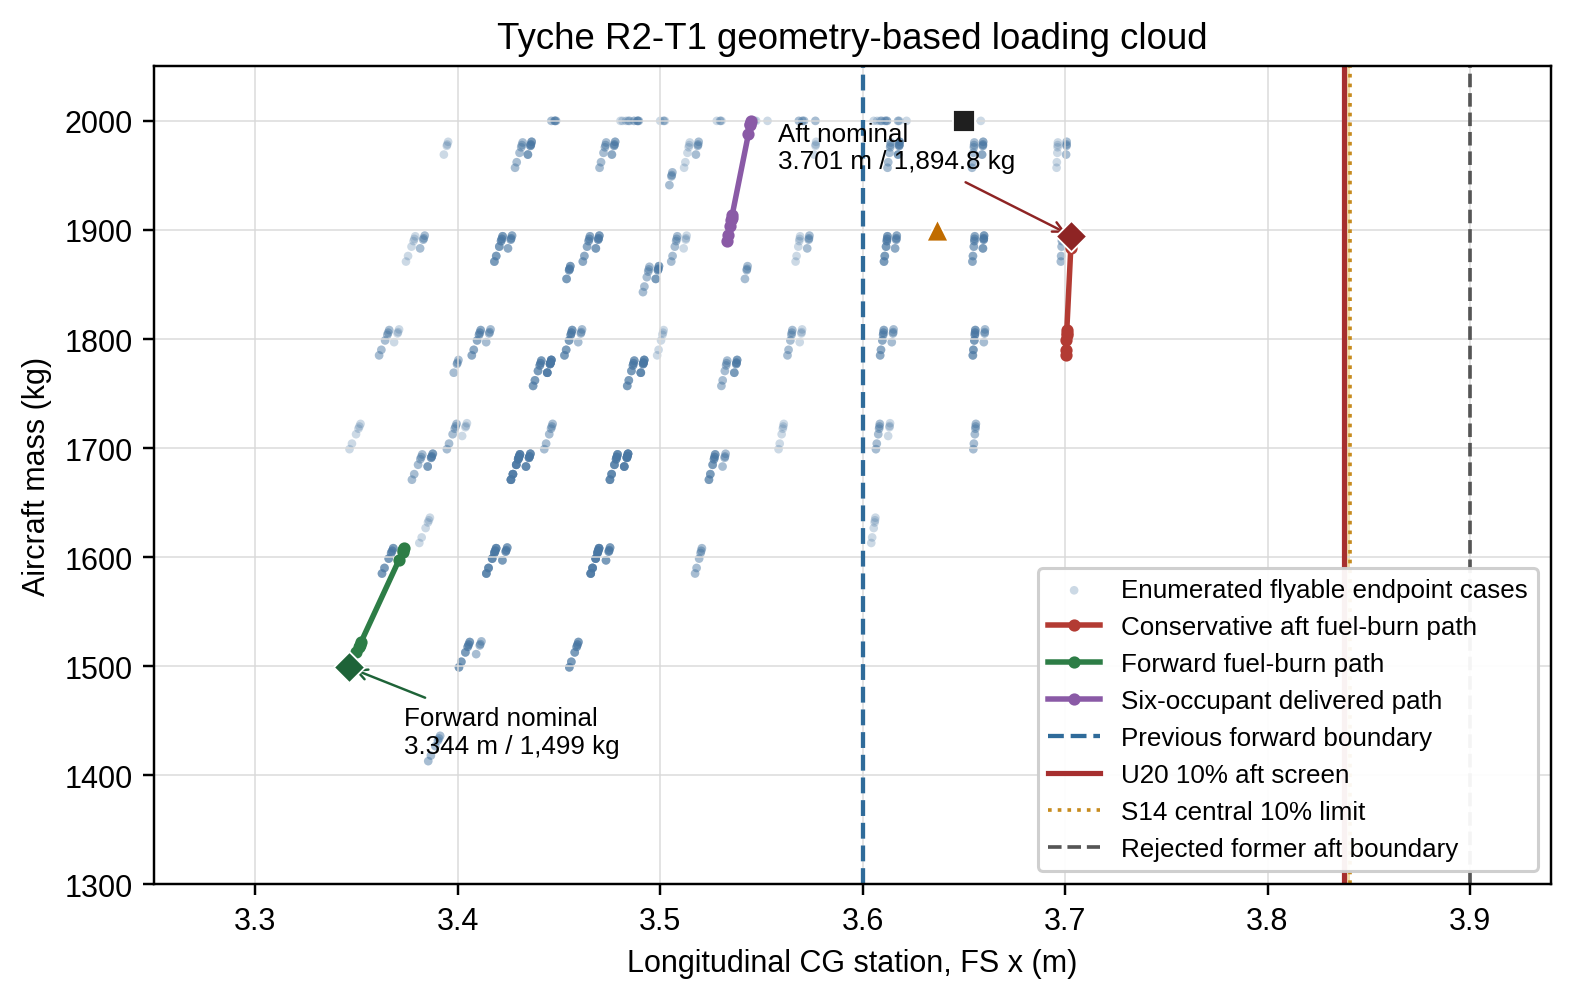 Tyche R2-T1 geometry-based loading cloud
Aircraft mass (kg)
2000
1900
1800
1700
1600
1500
1400
1300
Aft nominal
3.701 m / 1,894.8 kg
Forward nominal
3.344 m / 1,499 kg
Enumerated flyable endpoint cases
Conservative aft fuel-burn path
Forward fuel-burn path
Six-occupant delivered path
Previous forward boundary
U20 10% aft screen
S14 central 10% limit
Rejected former aft boundary
3.3
3.4
3.5
3.6
3.7
3.8
3.9
Longitudinal CG station, FS x (m)